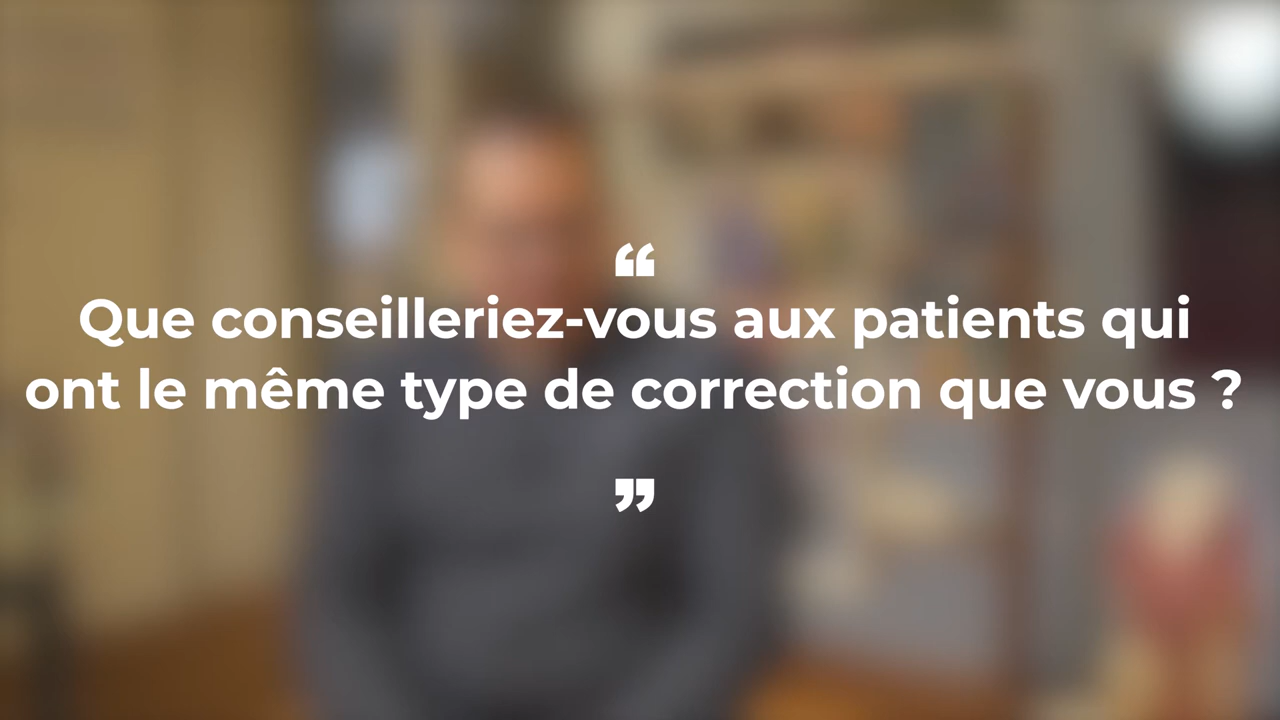 “
Que conseilleriez-vous aux patients qui
ont le même type de correction que vous ?
”